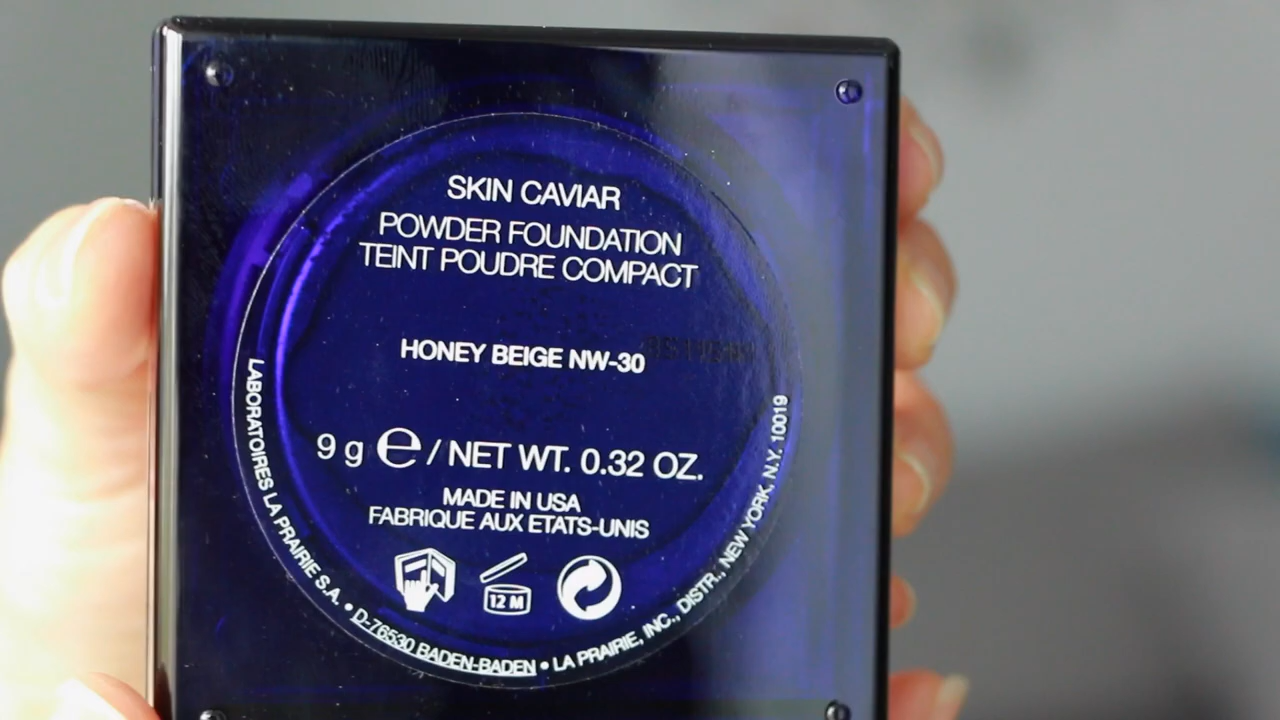 SKIN CAVIAR
POWDER FOUNDATION
TEINT POUDRE COMPACT
HONEY BEIGE NW-30
9 g ℮ / NET WT. 0.32 OZ.
MADE IN USA
FABRIQUE AUX ETATS-UNIS
12 M
LABORATOIRES LA PRAIRIE S.A. • D-76530 BADEN-BADEN • LA PRAIRIE, INC., DISTR., NEW YORK, N.Y. 10019